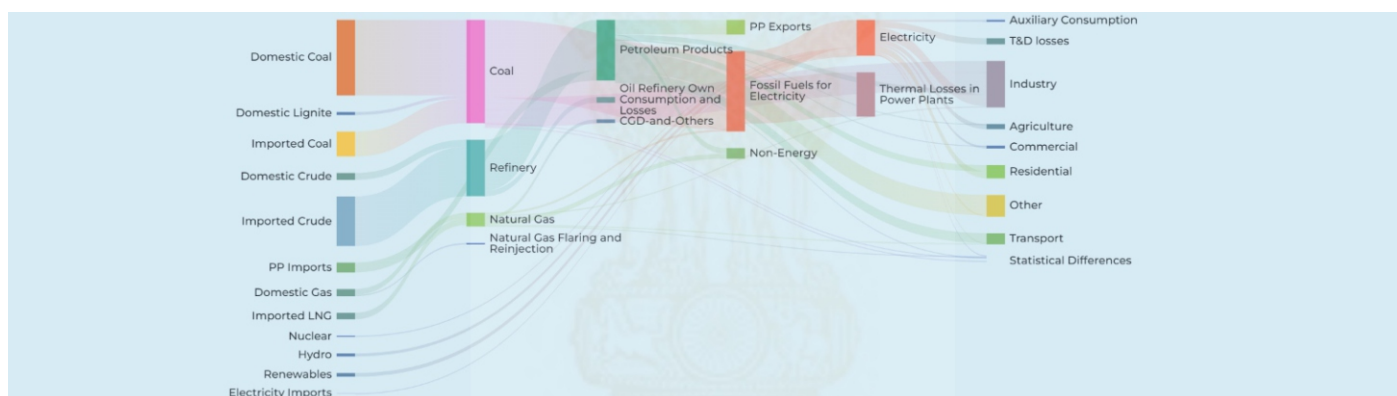 Domestic Coal
Domestic Lignite
Imported Coal
Domestic Crude
Imported Crude
PP Imports
Domestic Gas
Imported LNG
Nuclear
Hydro
Renewables
Electricity Imports
Coal
Refinery
Natural Gas
Natural Gas Flaring and
Reinjection
Petroleum Products
Oil Refinery Own
Consumption and
Losses
CGD-and-Others
PP Exports
Fossil Fuels for
Electricity
Non-Energy
Electricity
Thermal Losses in
Power Plants
Auxiliary Consumption
T&D losses
Industry
Agriculture
Commercial
Residential
Other
Transport
Statistical Differences